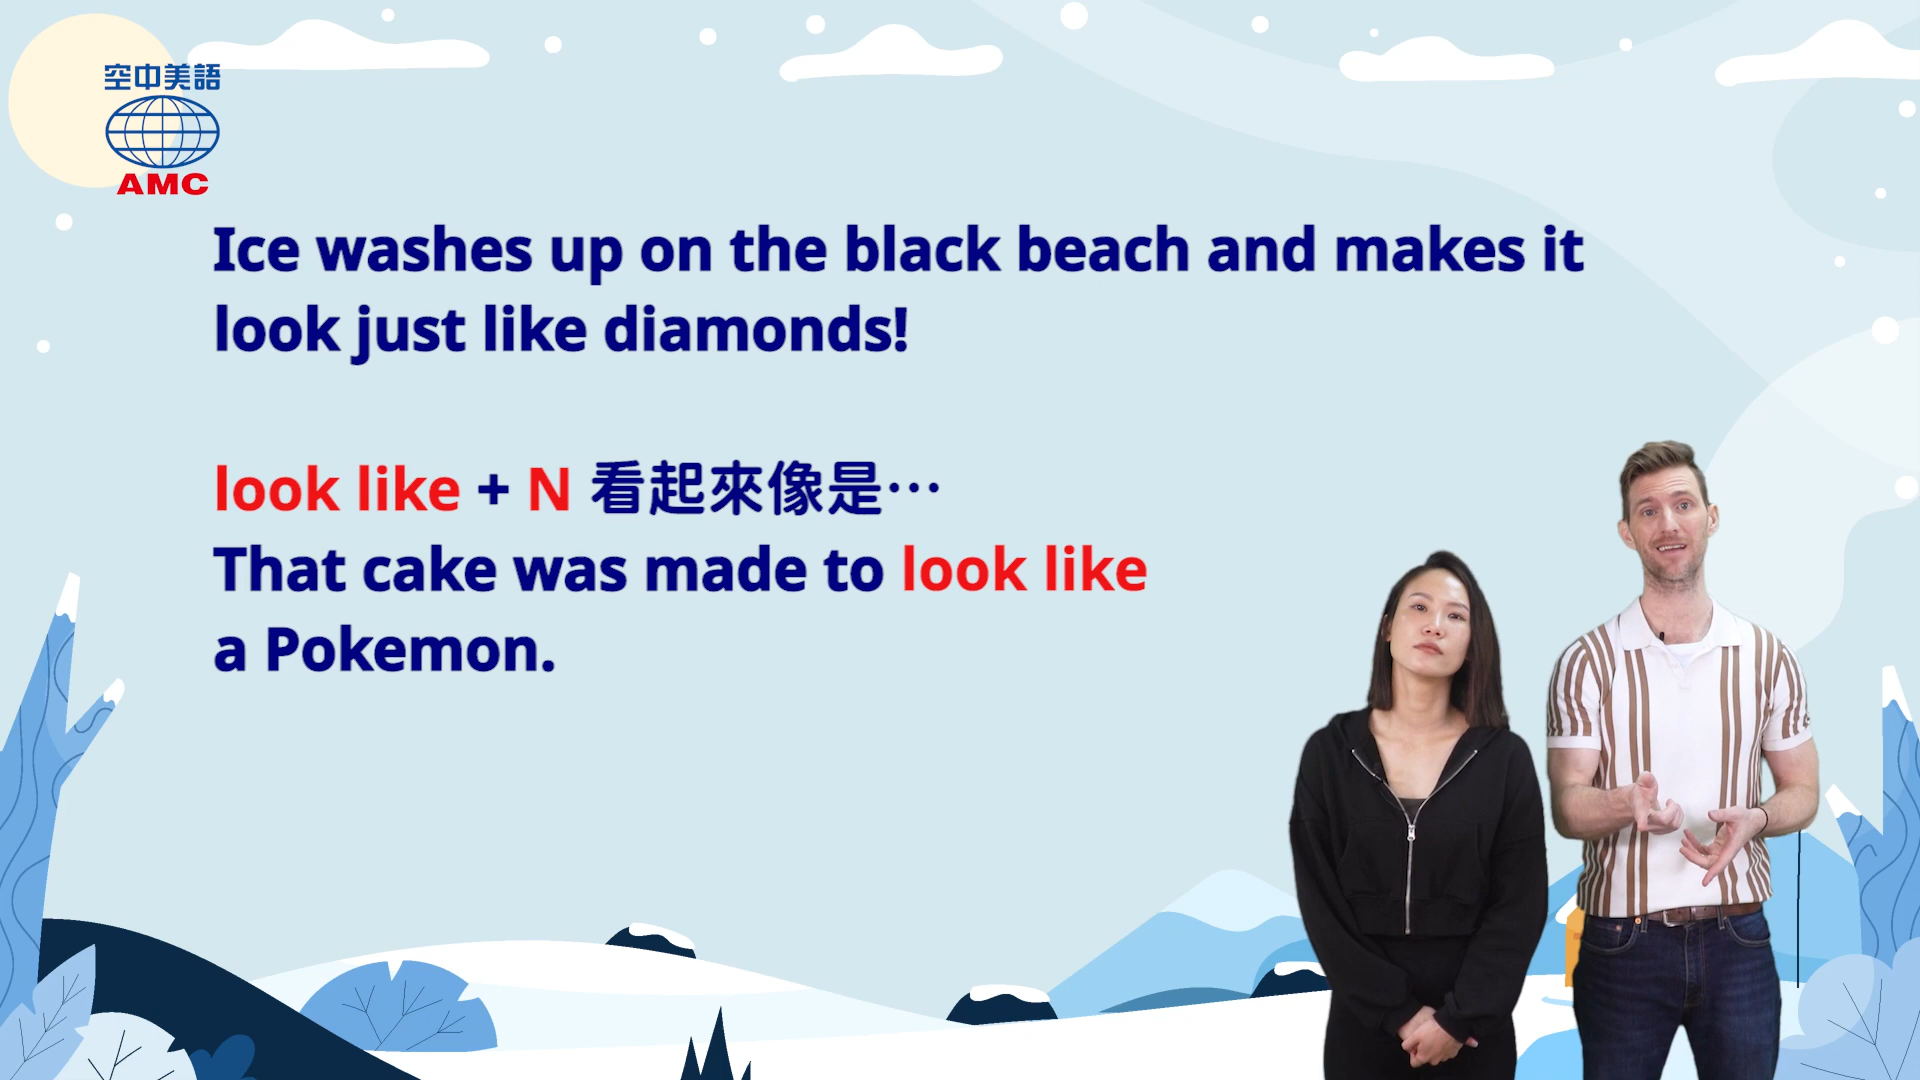 空中美語
AMC
Ice washes up on the black beach and makes it
look just like diamonds!
look like + N 看起來像是⋯
That cake was made to look like
a Pokemon.